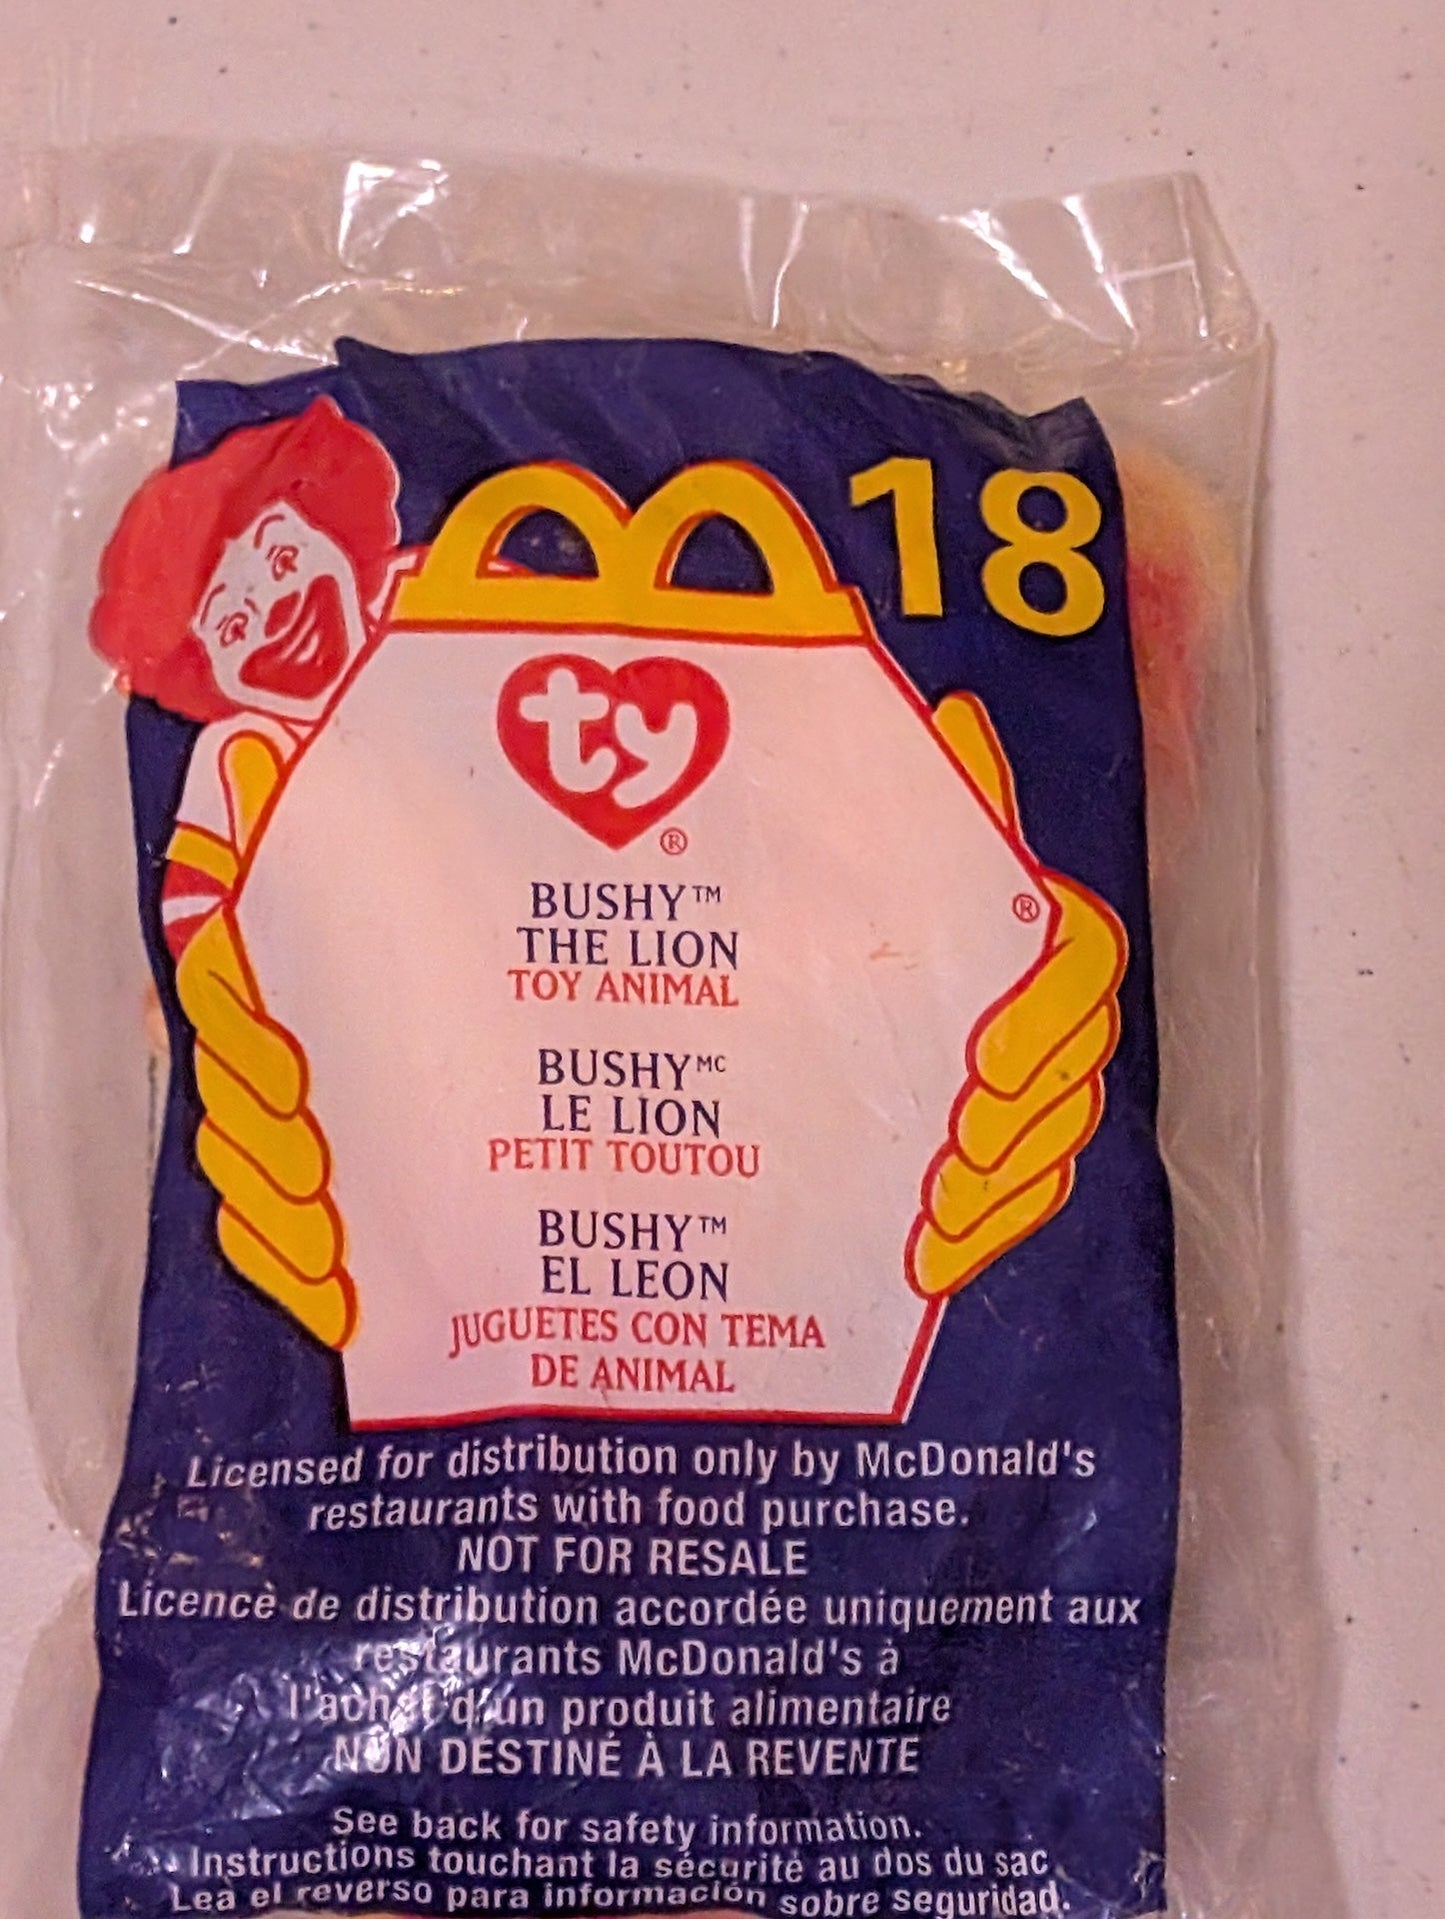 18
ty®
BUSHY™
THE LION
TOY ANIMAL
®
BUSHYMC
LE LION
PETIT TOUTOU
BUSHY™
EL LEON
JUGUETES CON TEMA
DE ANIMAL
Licensed for distribution only by McDonald's
restaurants with food purchase.
NOT FOR RESALE
Licencè de distribution accordée uniquement aux
restaurants McDonald's à
l'achat d'un produit alimentaire
NON DESTINÉ À LA REVENTE
See back for safety information.
Instructions touchant la sécurité au dos du sac.
Lea el reverso para información sobre seguridad.